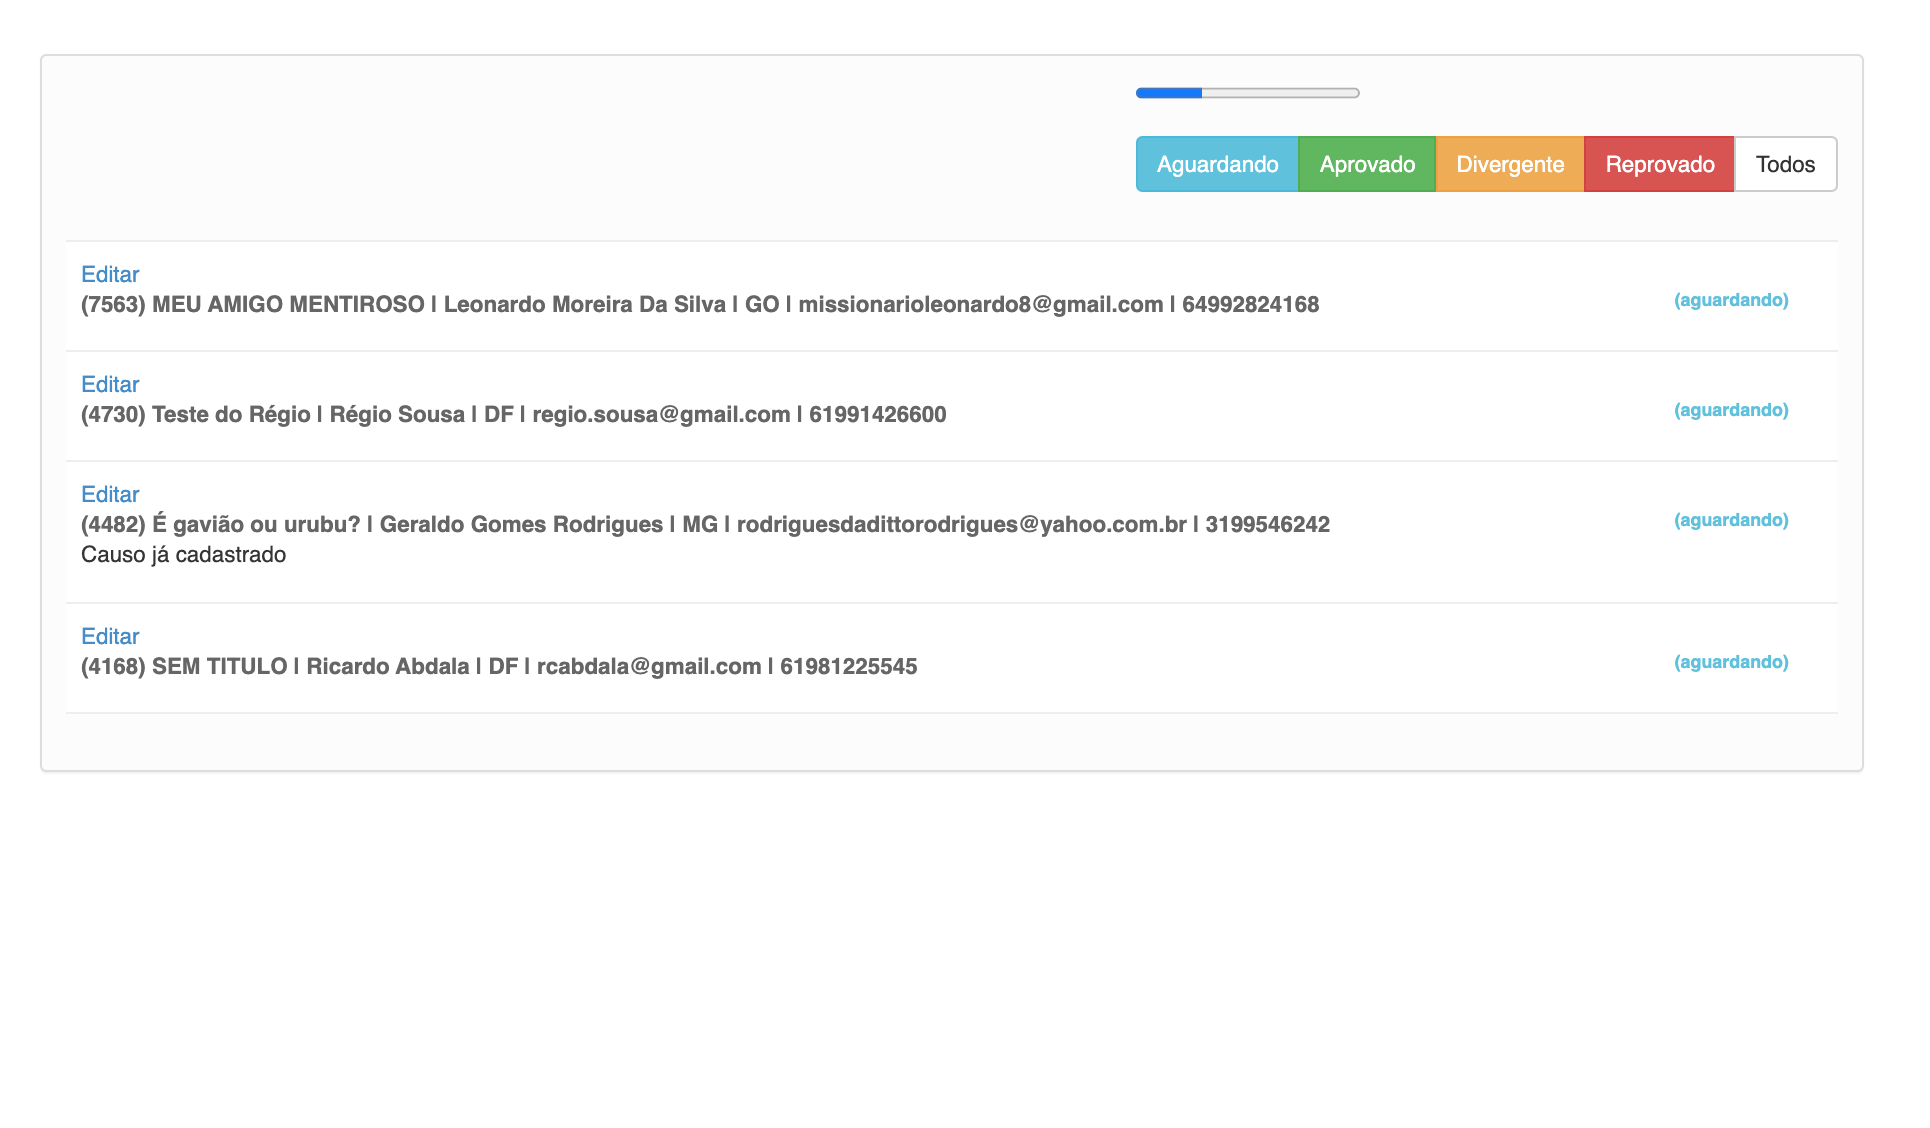 Aguardando Aprovado Divergente Reprovado Todos
Editar
(7563) MEU AMIGO MENTIROSO | Leonardo Moreira Da Silva | GO | missionarioleonardo8@gmail.com | 64992824168
(aguardando)
Editar
(4730) Teste do Régio | Régio Sousa | DF | regio.sousa@gmail.com | 61991426600
(aguardando)
Editar
(4482) É gavião ou urubu? | Geraldo Gomes Rodrigues | MG | rodriguesdadittorodrigues@yahoo.com.br | 3199546242
(aguardando)
Causo já cadastrado
Editar
(4168) SEM TITULO | Ricardo Abdala | DF | rcabdala@gmail.com | 61981225545
(aguardando)